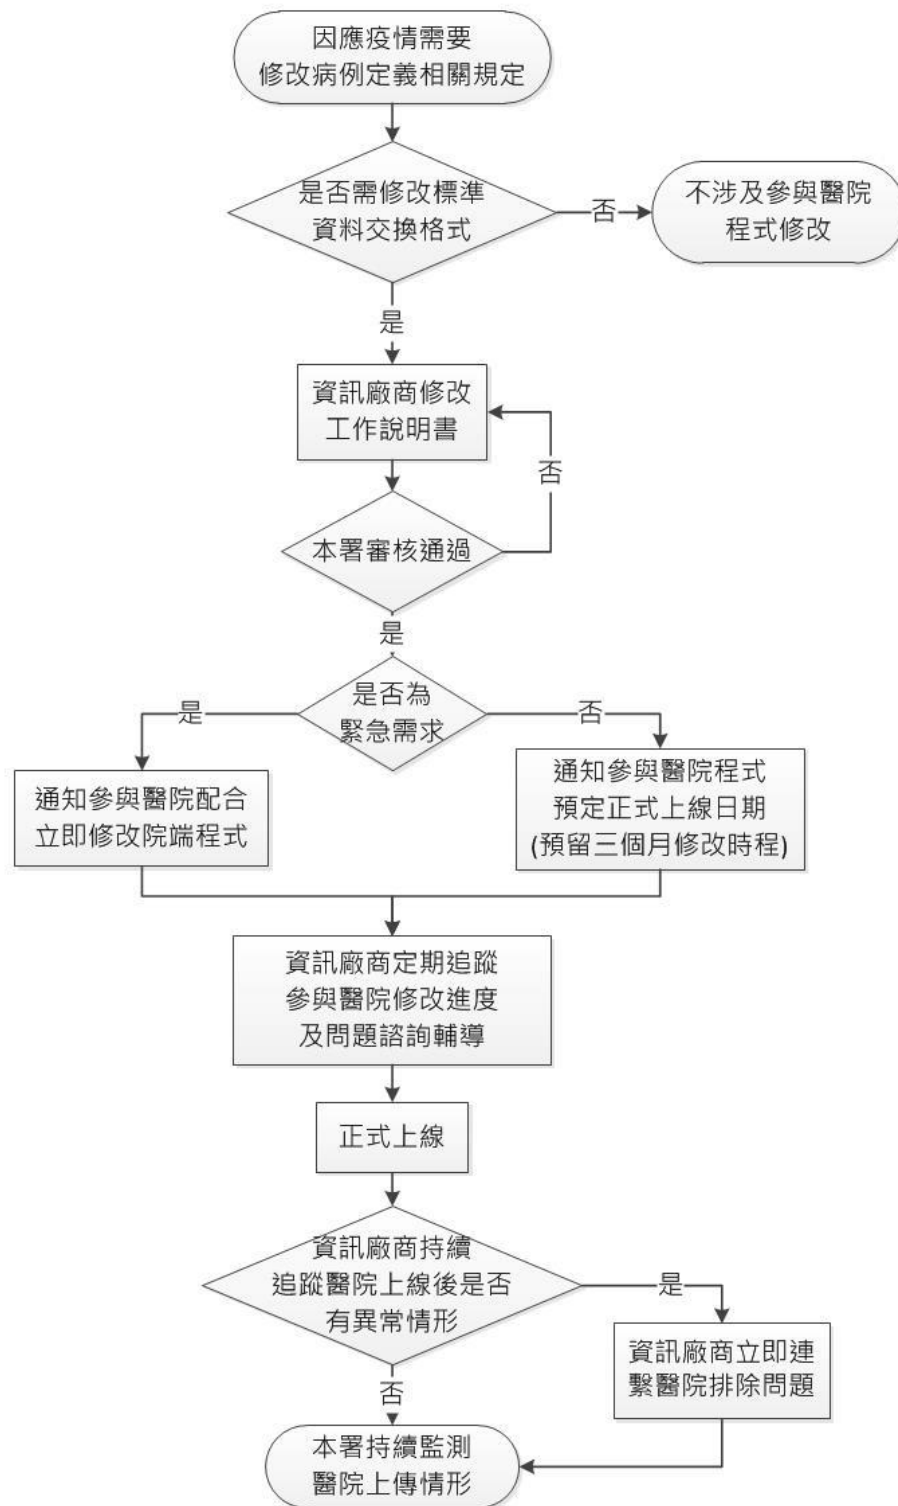 因應疫情需要
修改病例定義相關規定
是否需修改標準
資料交換格式
否
不涉及參與醫院
程式修改
是
資訊廠商修改
工作說明書
否
本署審核通過
是
是否為
緊急需求
是
否
通知參與醫院配合
立即修改院端程式
通知參與醫院程式
預定正式上線日期
(預留三個月修改時程)
資訊廠商定期追蹤
參與醫院修改進度
及問題諮詢輔導
正式上線
資訊廠商持續
追蹤醫院上線後是否
有異常情形
是
資訊廠商立即連
繫醫院排除問題
否
本署持續監測
醫院上傳情形